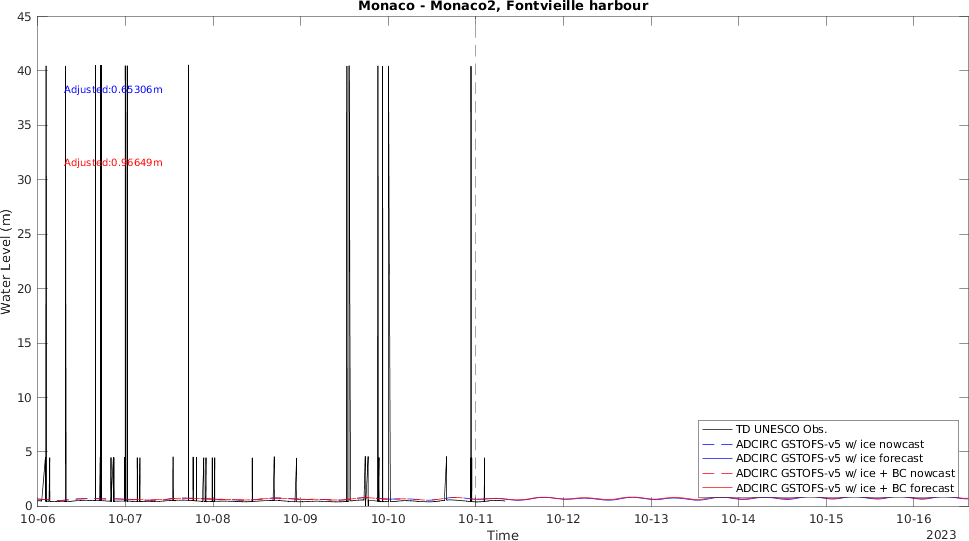 Monaco - Monaco2, Fontvieille harbour
45
40
35
30
25
20
15
10
5
0
Water Level (m)
Adjusted:0.65306m
Adjusted:0.96649m
TD UNESCO Obs.
ADCIRC GSTOFS-v5 w/ ice nowcast
ADCIRC GSTOFS-v5 w/ ice forecast
ADCIRC GSTOFS-v5 w/ ice + BC nowcast
ADCIRC GSTOFS-v5 w/ ice + BC forecast
10-06 10-07 10-08 10-09 10-10 10-11 10-12 10-13 10-14 10-15 10-16
Time
2023